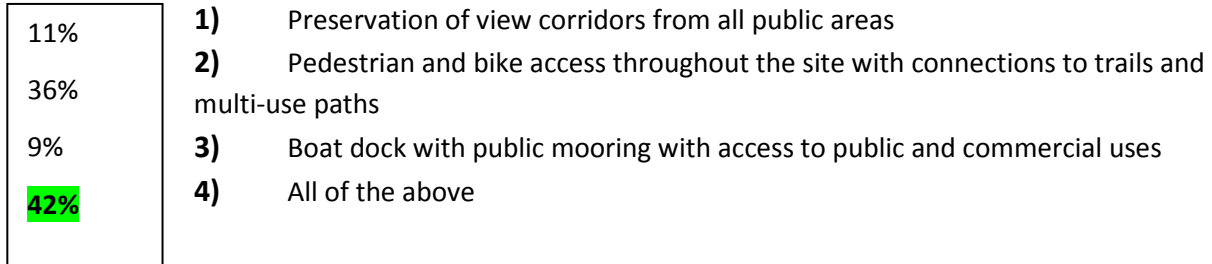 11%
36%
9%
42%
1) Preservation of view corridors from all public areas
2) Pedestrian and bike access throughout the site with connections to trails and
multi-use paths
3) Boat dock with public mooring with access to public and commercial uses
4) All of the above